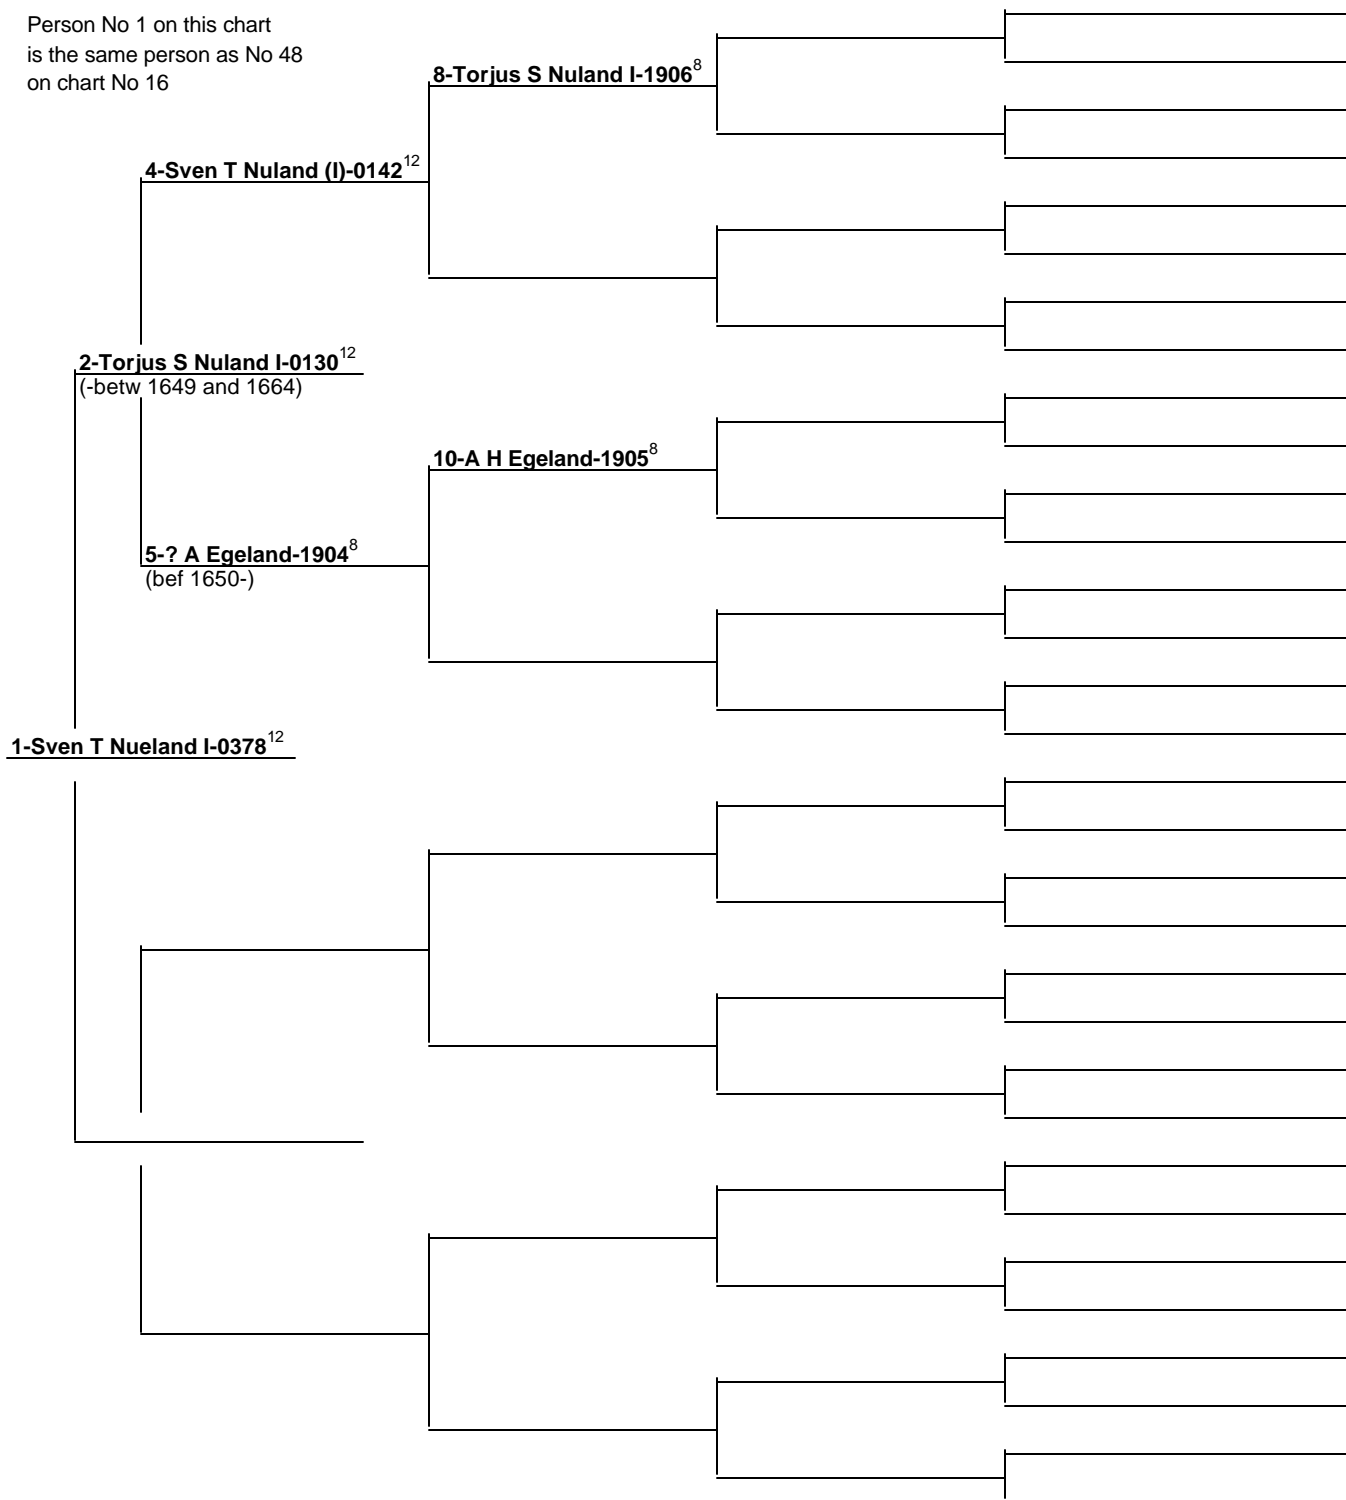 Person No 1 on this chart
is the same person as No 48
on chart No 16
8-Torjus S Nuland I-1906⁸
4-Sven T Nuland (I)-0142¹²
2-Torjus S Nuland I-0130¹²
(-betw 1649 and 1664)
10-A H Egeland-1905⁸
5-? A Egeland-1904⁸
(bef 1650-)
1-Sven T Nueland I-0378¹²